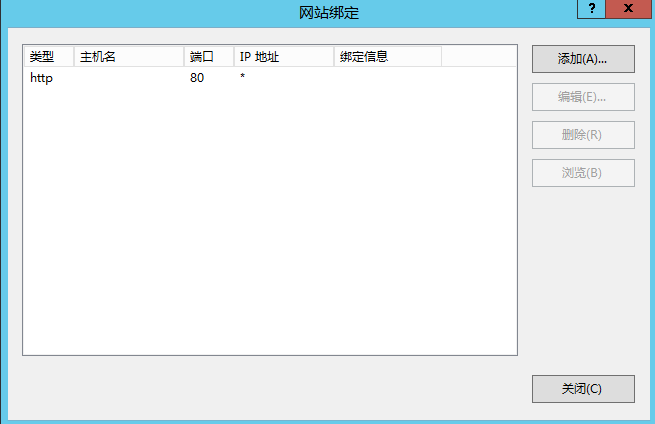 网站绑定
? x
类型 主机名 端口 IP 地址 绑定信息
http 80 *
添加(A)...
编辑(E)...
删除(R)
浏览(B)
关闭(C)